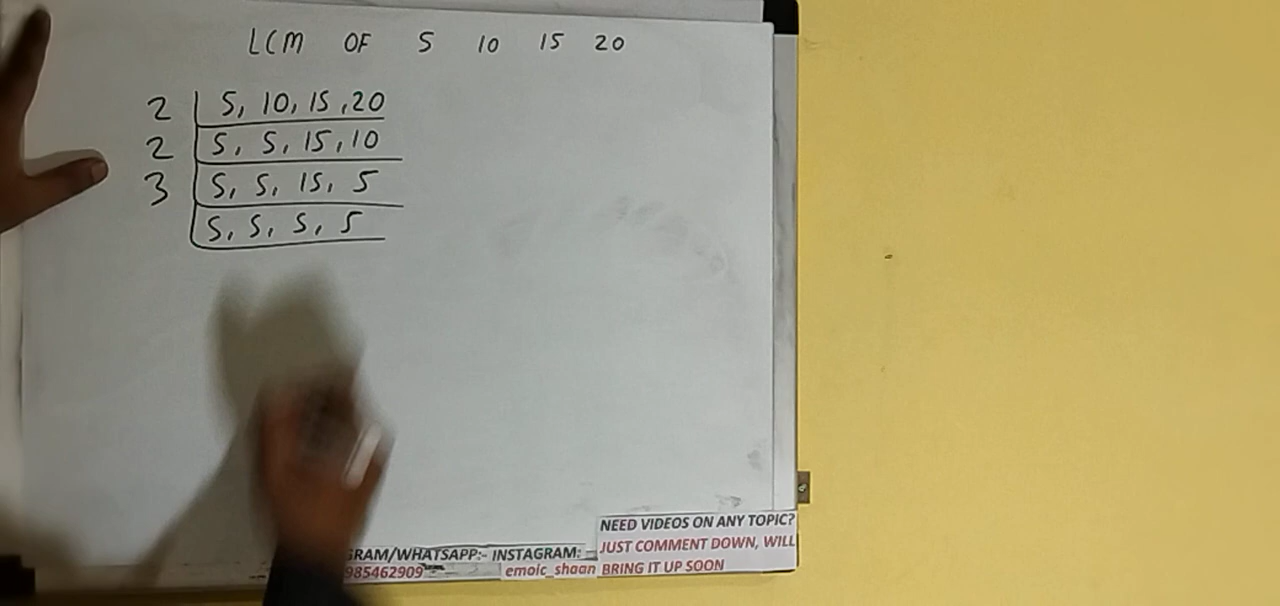 LCM OF 5 10 15 20
2 5, 10, 15, 20
2 5, 5, 15, 10
3 5, 5, 15, 5
5, 5, 5, 5
NEED VIDEOS ON ANY TOPIC?
JUST COMMENT DOWN, WILL
BRING IT UP SOON
GRAM/WHATSAPP:- INSTAGRAM:
985462909 emoic_shaan